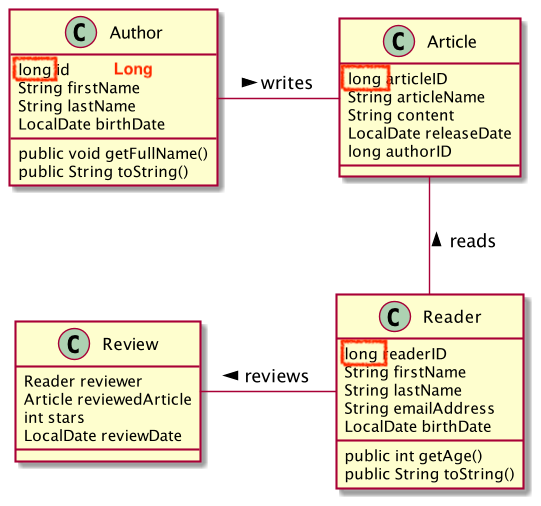 C Author
long id Long
String firstName
String lastName
LocalDate birthDate
public void getFullName()
public String toString()
writes
C Article
long articleID
String articleName
String content
LocalDate releaseDate
long authorID
reads
C Review
Reader reviewer
Article reviewedArticle
int stars
LocalDate reviewDate
reviews
C Reader
long readerID
String firstName
String lastName
String emailAddress
LocalDate birthDate
public int getAge()
public String toString()